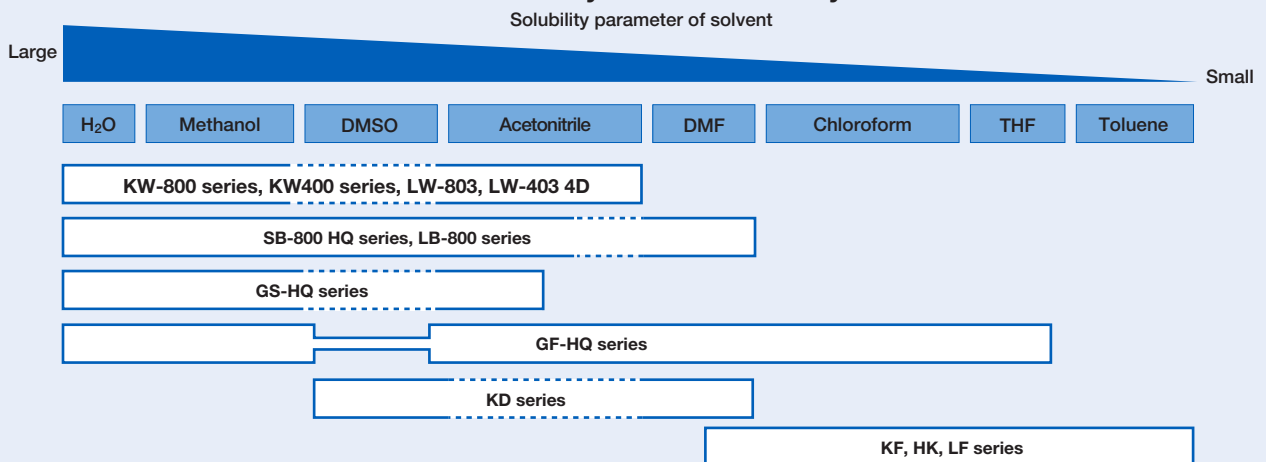 Solubility parameter of solvent
Large
Small
H₂O Methanol DMSO Acetonitrile DMF Chloroform THF Toluene
KW-800 series, KW400 series, LW-803, LW-403 4D
SB-800 HQ series, LB-800 series
GS-HQ series
GF-HQ series
KD series
KF, HK, LF series